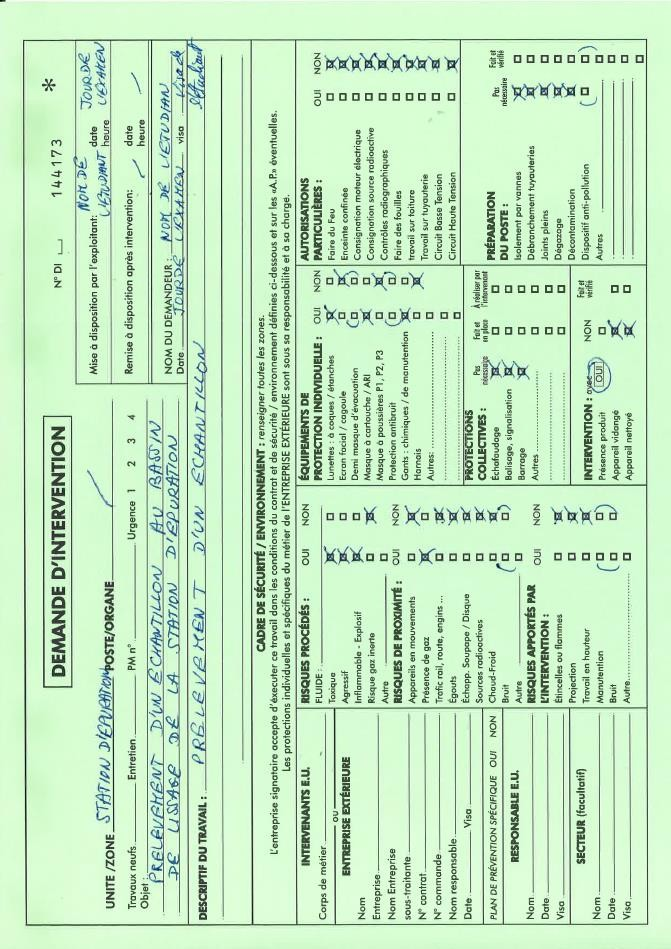 DEMANDE D'INTERVENTION
N° DI 144173 *
UNITE /ZONE STATION D'EPURATION POSTE/ORGANE
Travaux neufs Entretien PM n° Urgence 1 2 3 4
Objet: PRELEVEMENT D'UN ECHANTILLON AU BASSIN
DE LISSAGE DE LA STATION D'EPURATION
Mise à disposition par l'exploitant: NOM DE L'ETUDIANT date heure JOUR DE L'EXAMEN
Remise à disposition après intervention: date heure
NOM DU DEMANDEUR NOM DE L'ETUDIAN
Date JOUR DE L'EXAMEN visa Visa de l'étudiant
DESCRIPTIF DU TRAVAIL : PRELEVEMENT D'UN ECHANTILLON
CADRE DE SÉCURITÉ / ENVIRONNEMENT : renseigner toutes les zones.
L'entreprise signataire accepte d'éxecuter ce travail dans les conditions du contrat et de sécurité / environnement définies ci-dessous et sur les «A.P.» éventuelles.
Les protections individuelles et spécifiques du métier de l'ENTREPRISE EXTÉRIEURE sont sous sa responsabilité et à sa charge.
INTERVENANTS E.U.
Corps de métier
ou
ENTREPRISE EXTÉRIEURE
Nom
Entreprise
Nom Entreprise
sous-traitante :
N° contrat
N° commande
Nom responsable
Date Visa
PLAN DE PRÉVENTION SPÉCIFIQUE OUI NON
RESPONSABLE E.U.
Nom
Date
Visa
SECTEUR (facultatif)
Nom
Date
Visa
RISQUES PROCÉDÉS :
FLUIDE : OUI NON
Toxique
Agressif
Inflammable - Explosif
Risque gaz inerte
Autre
RISQUES DE PROXIMITÉ : OUI NON
Appareils en mouvements
Présence de gaz
Trafic rail, route, engins ...
Égouts
Échapp. Soupape / Disque
Sources radioactives
Chaud-Froid
Bruit
Autre
RISQUES APPORTÉS PAR
L'INTERVENTION : OUI NON
Étincelles ou flammes
Projection
Travail en hauteur
Manutention
Bruit
Autre
ÉQUIPEMENTS DE
PROTECTION INDIVIDUELLE : OUI NON
Lunettes : à coques / étanches
Ecran facial / cagoule
Demi masque d'évacuation
Masque à cartouche / ARI
Masque à poussières P1, P2, P3
Protection antibruit
Gants : chimiques / de manutention
Harnais
Autres:
PROTECTIONS
COLLECTIVES : Pas nécessaire Fait et en place À réaliser par l'intervenant
Échafaudage
Balisage, signalisation
Barrage
Autres
INTERVENTION : avec OUI NON Fait et vérifié
Présence produit
Appareil vidangé
Appareil nettoyé
AUTORISATIONS
PARTICULIÈRES : OUI NON
Faire du Feu
Enceinte confinée
Consignation moteur électrique
Consignation source radioactive
Contrôles radiographiques
Faire des fouilles
travail sur toiture
Travail sur tuyauterie
Circuit Basse Tension
Circuit Haute Tension
PRÉPARATION
DU POSTE : Pas nécessaire Fait et vérifié
Isolement par vannes
Débranchement tuyauteries
Joints pleins
Dégazage
Décontamination
Dispositif anti-pollution
Autres